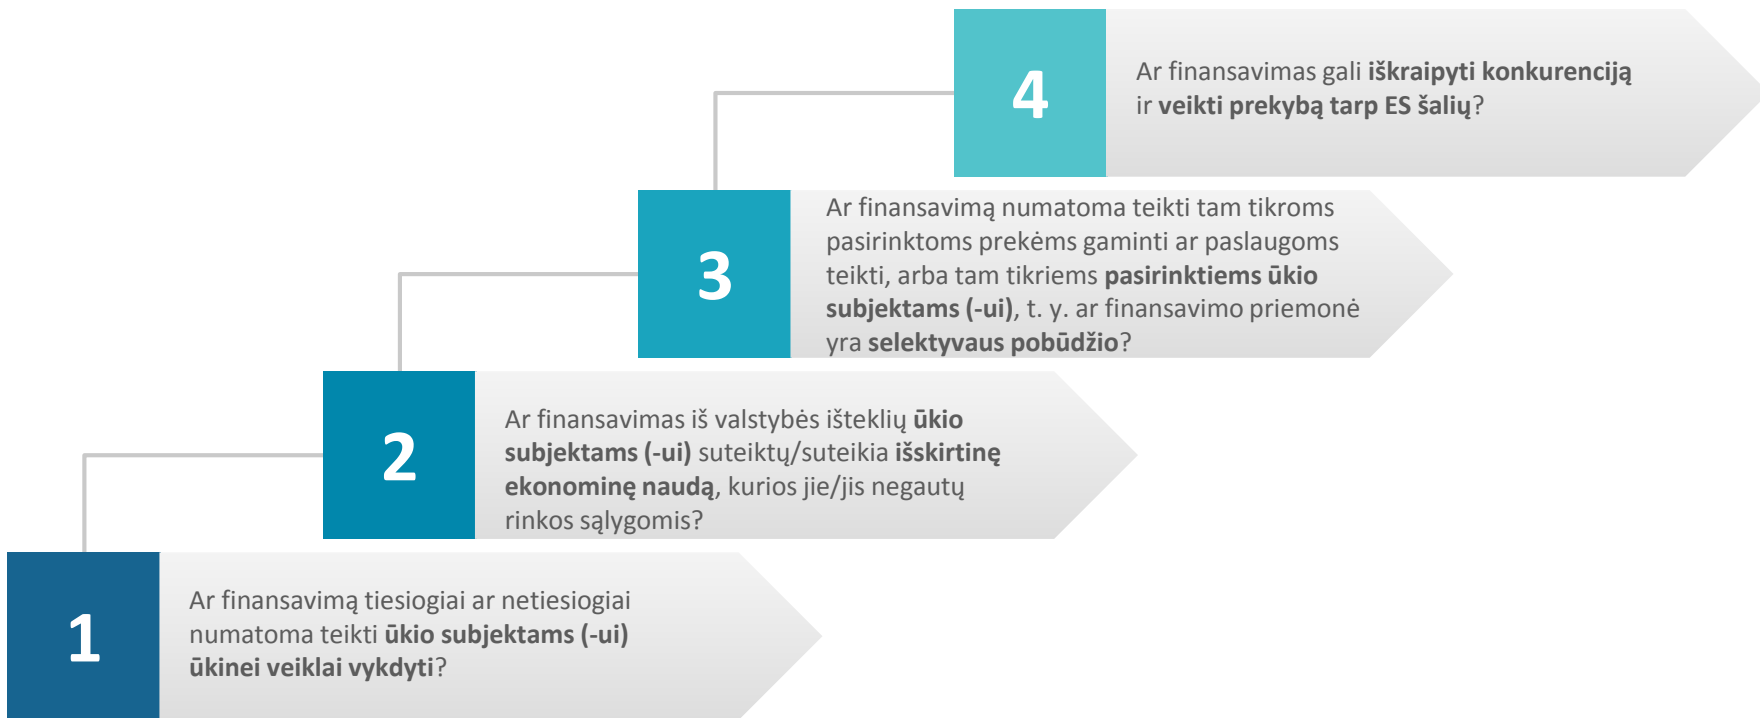 4
Ar finansavimas gali iškraipyti konkurenciją
ir veikti prekybą tarp ES šalių?
3
Ar finansavimą numatoma teikti tam tikroms
pasirinktoms prekėms gaminti ar paslaugoms
teikti, arba tam tikriems pasirinktiems ūkio
subjektams (-ui), t. y. ar finansavimo priemonė
yra selektyvaus pobūdžio?
2
Ar finansavimas iš valstybės išteklių ūkio
subjektams (-ui) suteiktų/suteikia išskirtinę
ekonominę naudą, kurios jie/jis negautų
rinkos sąlygomis?
1
Ar finansavimą tiesiogiai ar netiesiogiai
numatoma teikti ūkio subjektams (-ui)
ūkinei veiklai vykdyti?